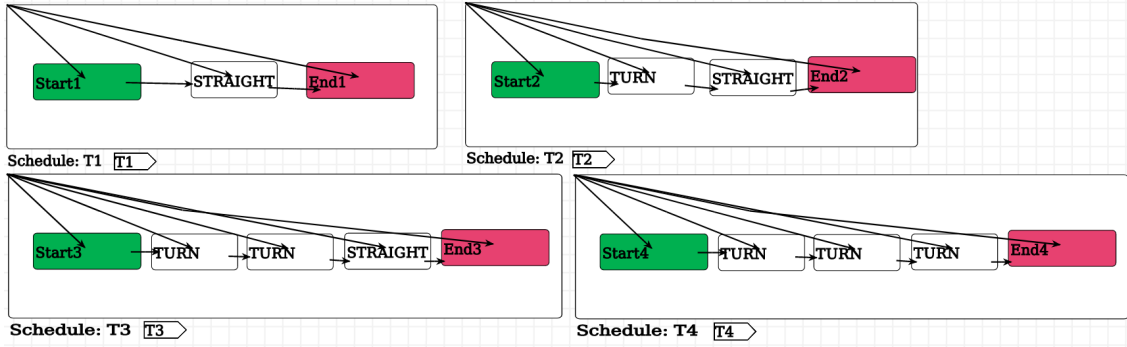 Start1 STRAIGHT End1
Schedule: T1 T1
Start2 TURN STRAIGHT End2
Schedule: T2 T2
Start3 TURN TURN STRAIGHT End3
Schedule: T3 T3
Start4 TURN TURN TURN End4
Schedule: T4 T4